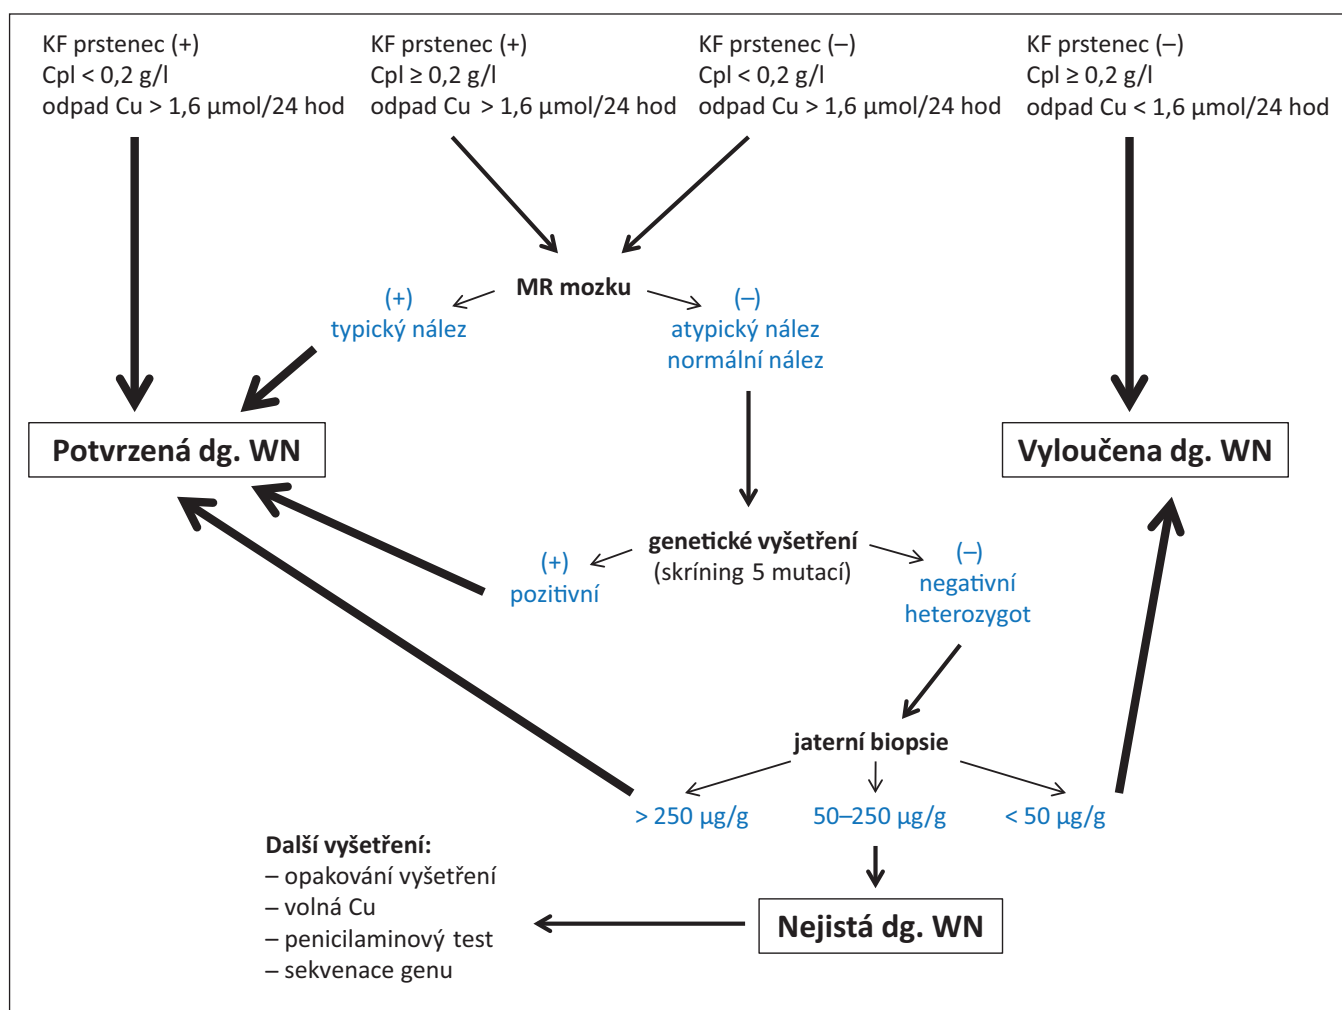 KF prstenec (+)
Cpl < 0,2 g/l
odpad Cu > 1,6 µmol/24 hod
KF prstenec (+)
Cpl ≥ 0,2 g/l
odpad Cu > 1,6 µmol/24 hod
KF prstenec (–)
Cpl < 0,2 g/l
odpad Cu > 1,6 µmol/24 hod
KF prstenec (–)
Cpl ≥ 0,2 g/l
odpad Cu < 1,6 µmol/24 hod
MR mozku
(+)
typický nález
(–)
atypický nález
normální nález
Potvrzená dg. WN
Vyloučena dg. WN
genetické vyšetření
(skríning 5 mutací)
(+)
pozitivní
(–)
negativní
heterozygot
jaterní biopsie
> 250 µg/g
50–250 µg/g
< 50 µg/g
Další vyšetření:
– opakování vyšetření
– volná Cu
– penicilaminový test
– sekvenace genu
Nejistá dg. WN